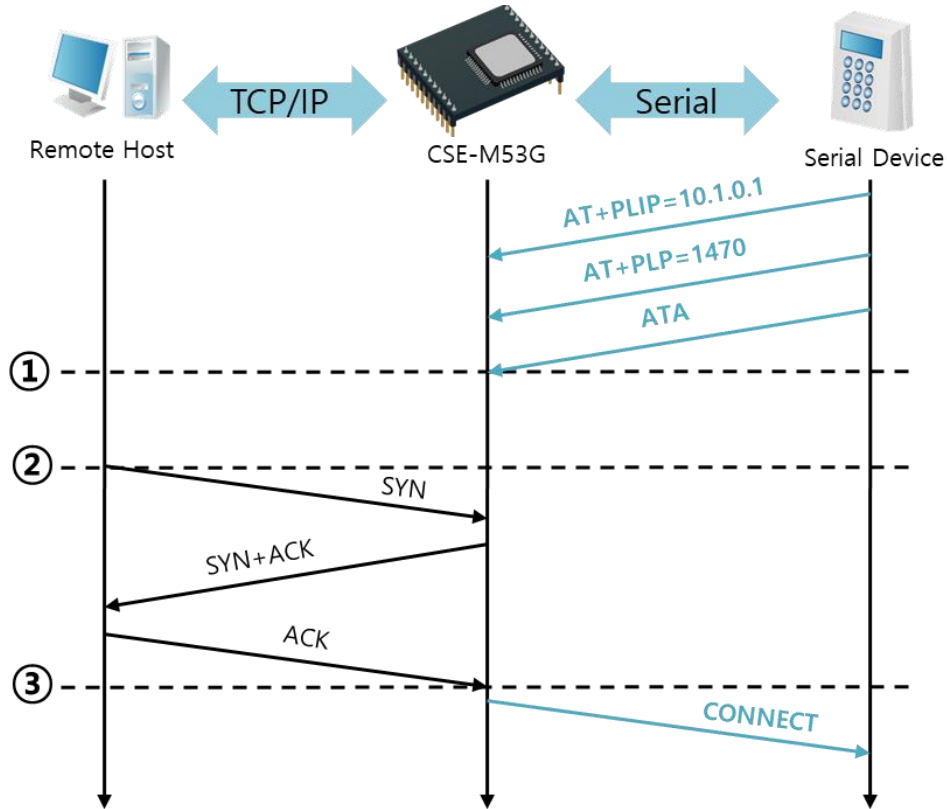 TCP/IP
Serial
Remote Host
CSE-M53G
Serial Device
AT+PLIP=10.1.0.1
AT+PLP=1470
ATA
①
②
SYN
SYN+ACK
ACK
③
CONNECT